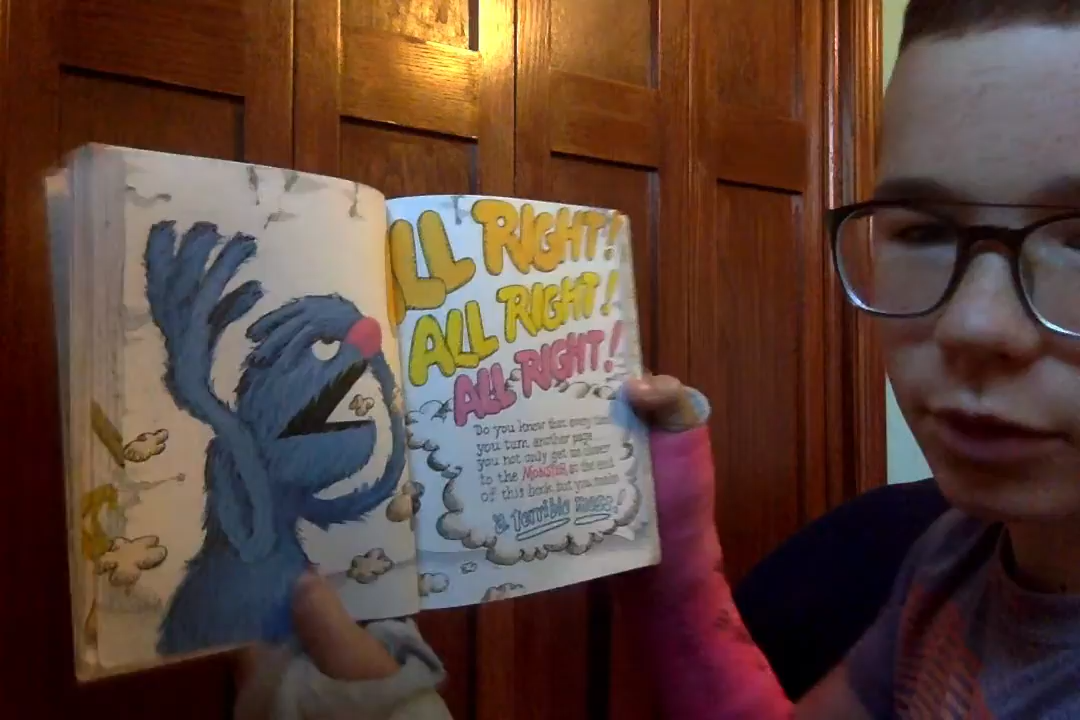 ALL RIGHT!
ALL RIGHT!
ALL RIGHT!
Do you know that every time
you turn another page...
you not only get us closer
to the MONSTER at the end
of this book, but you make
a terrible mess!